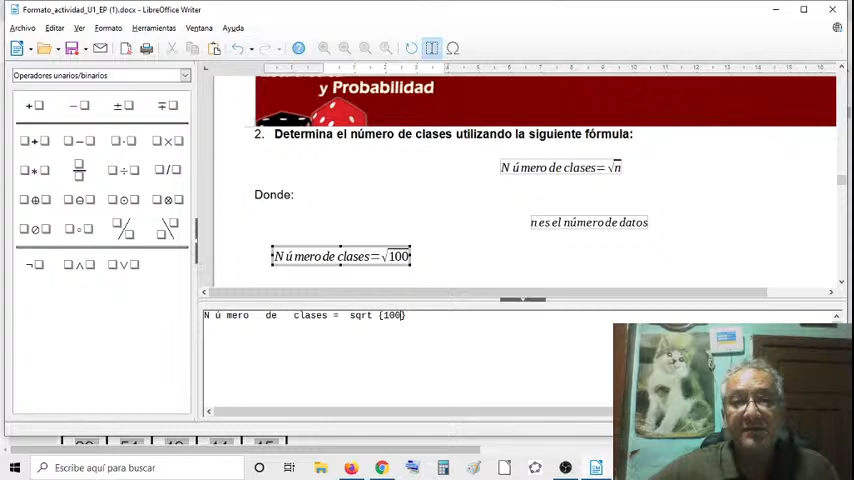 Formato_actividad_U1_EP (1).docx - LibreOffice Writer
Archivo Editar Ver Formato Herramientas Ventana Ayuda
Operadores unarios/binarios
y Probabilidad
2. Determina el número de clases utilizando la siguiente fórmula:
N ú mero de clases = √n
Donde:
n es el número de datos
N ú mero de clases = √100
N ú mero de clases = sqrt {100}
Escribe aquí para buscar